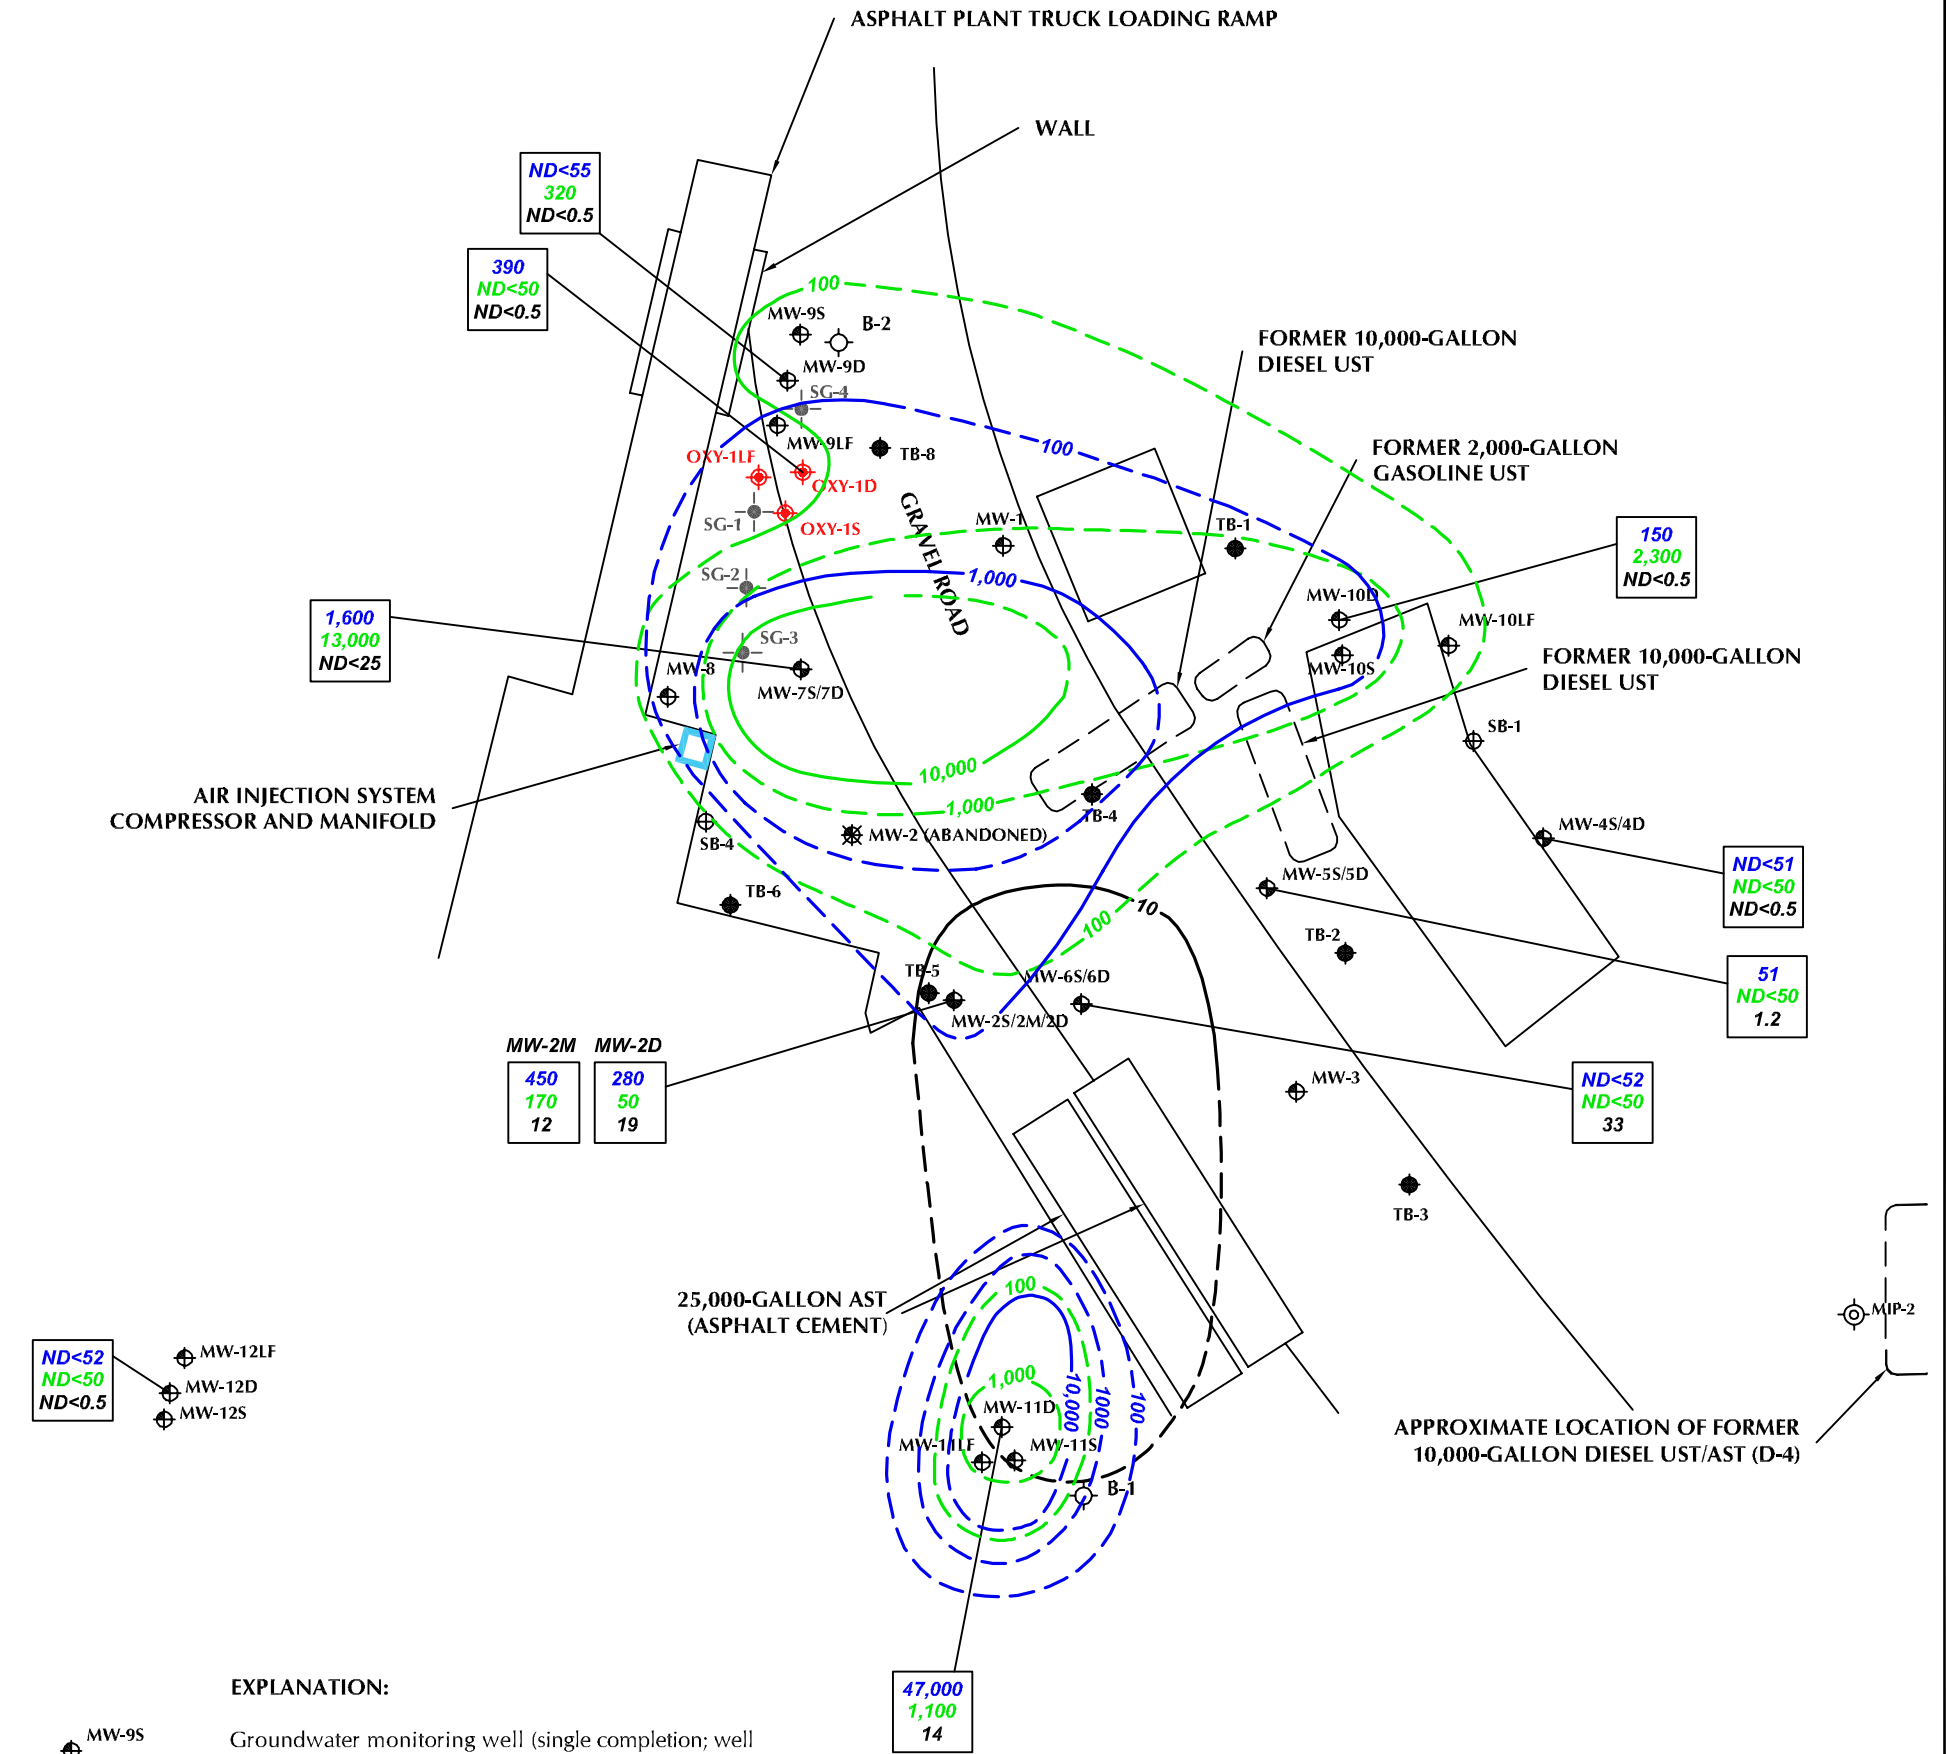 ASPHALT PLANT TRUCK LOADING RAMP
WALL
ND<55
320
ND<0.5
390
ND<50
ND<0.5
100
MW-9S
B-2
MW-9D
SG-4
MW-9LF
TB-8
OXY-1LF
OXY-1D
SG-1
OXY-1S
FORMER 10,000-GALLON
DIESEL UST
100
FORMER 2,000-GALLON
GASOLINE UST
GRAVEL ROAD
MW-1
TB-1
150
2,300
ND<0.5
SG-2
1,000
MW-10D
MW-10LF
1,600
13,000
ND<25
SG-3
MW-8
MW-7S/7D
MW-10S
FORMER 10,000-GALLON
DIESEL UST
SB-1
10,000
1,000
AIR INJECTION SYSTEM
COMPRESSOR AND MANIFOLD
SB-4
MW-2 (ABANDONED)
TB-4
MW-4S/4D
ND<51
ND<50
ND<0.5
MW-5S/5D
TB-6
10
100
TB-2
51
ND<50
1.2
TB-5
MW-6S/6D
MW-2S/2M/2D
MW-2M
MW-2D
450
170
12
280
50
19
ND<52
ND<50
33
MW-3
TB-3
25,000-GALLON AST
(ASPHALT CEMENT)
100
MIP-2
ND<52
ND<50
ND<0.5
MW-12LF
MW-12D
MW-12S
1,000
10,000
1000
100
MW-11D
MW-11LF
MW-11S
B-1
APPROXIMATE LOCATION OF FORMER
10,000-GALLON DIESEL UST/AST (D-4)
47,000
1,100
14
EXPLANATION:
MW-9S
Groundwater monitoring well (single completion; well